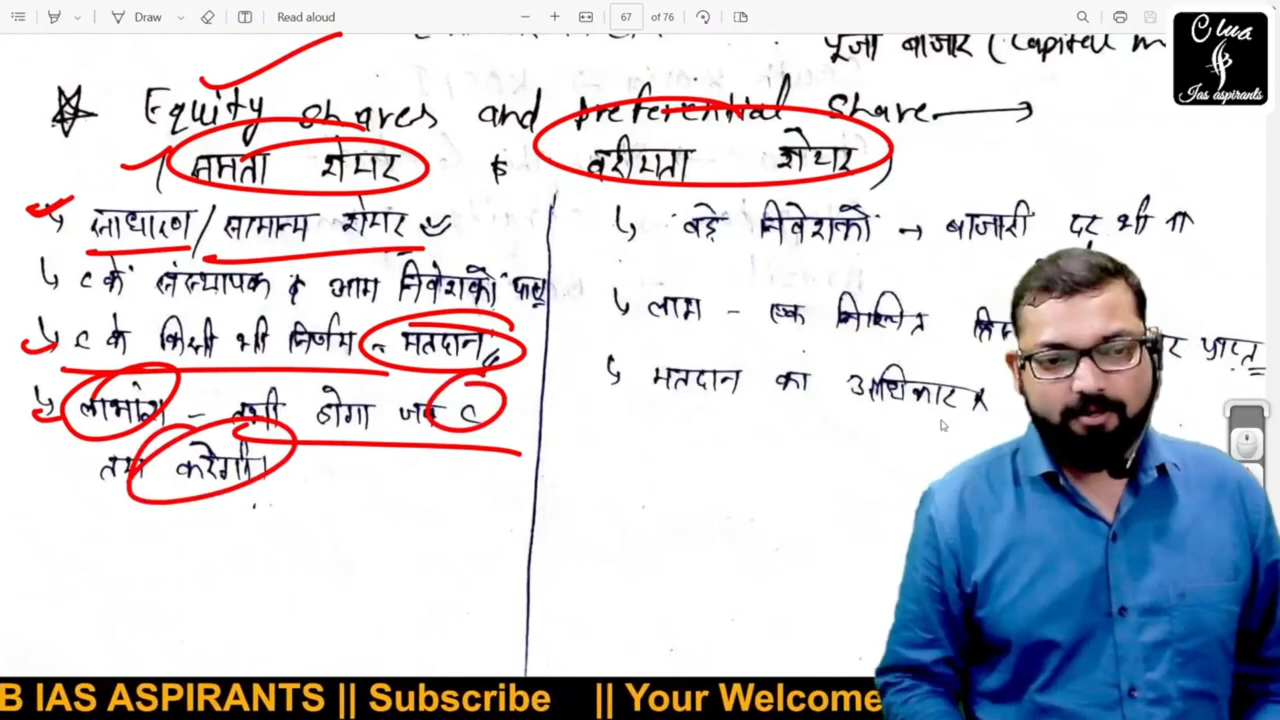 Draw
Read aloud
67 of 76
Club
Ias aspirants
पूंजी बाजार (Capital m
Equity shares and preferential share →
(समता शेयर & वरीयता शेयर)
↳ साधारण/सामान्य शेयर
↳ C के संस्थापक & आम निवेशकों पास
↳ C के किसी भी निर्णय - मतदान
↳ लाभांश - तभी होगा जब C
तय करेगी।
↳ बड़े निवेशकों → बाजारी दर भी
↳ लाभ - एक निश्चित प्राप्त
↳ मतदान का अधिकार x
B IAS ASPIRANTS || Subscribe || Your Welcome